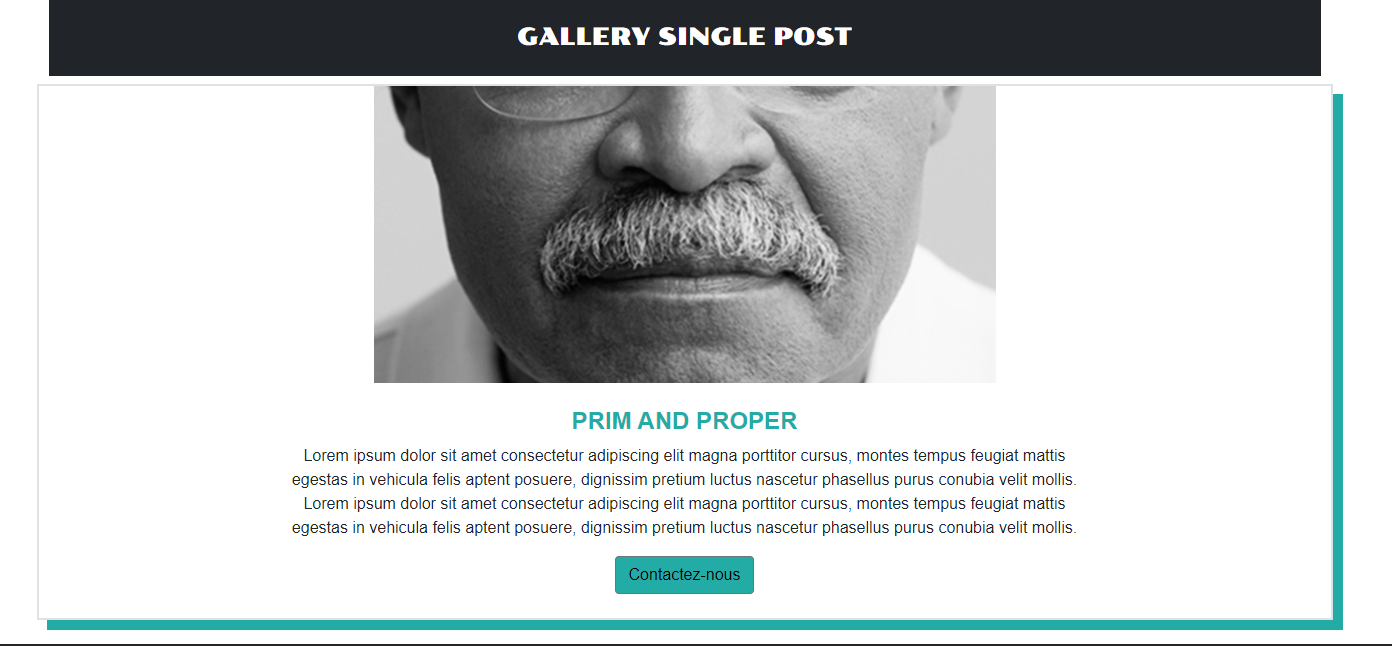 GALLERY SINGLE POST
PRIM AND PROPER
Lorem ipsum dolor sit amet consectetur adipiscing elit magna porttitor cursus, montes tempus feugiat mattis
egestas in vehicula felis aptent posuere, dignissim pretium luctus nascetur phasellus purus conubia velit mollis.
Lorem ipsum dolor sit amet consectetur adipiscing elit magna porttitor cursus, montes tempus feugiat mattis
egestas in vehicula felis aptent posuere, dignissim pretium luctus nascetur phasellus purus conubia velit mollis.
Contactez-nous